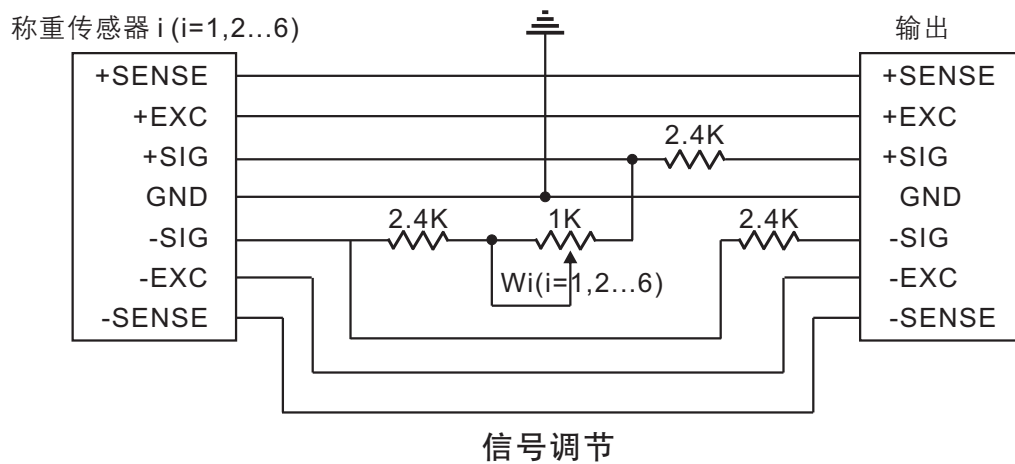 称重传感器 i (i=1,2...6)
输出
+SENSE
+EXC
+SIG
GND
-SIG
-EXC
-SENSE
2.4K
2.4K
1K
2.4K
Wi(i=1,2...6)
+SENSE
+EXC
+SIG
GND
-SIG
-EXC
-SENSE
信号调节